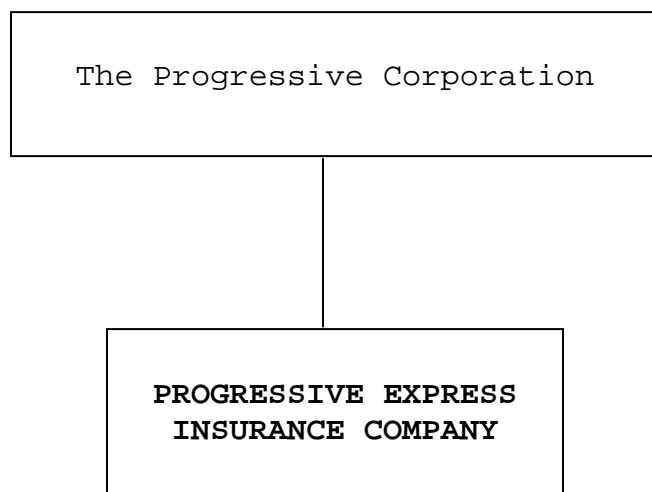 The Progressive Corporation
PROGRESSIVE EXPRESS
INSURANCE COMPANY